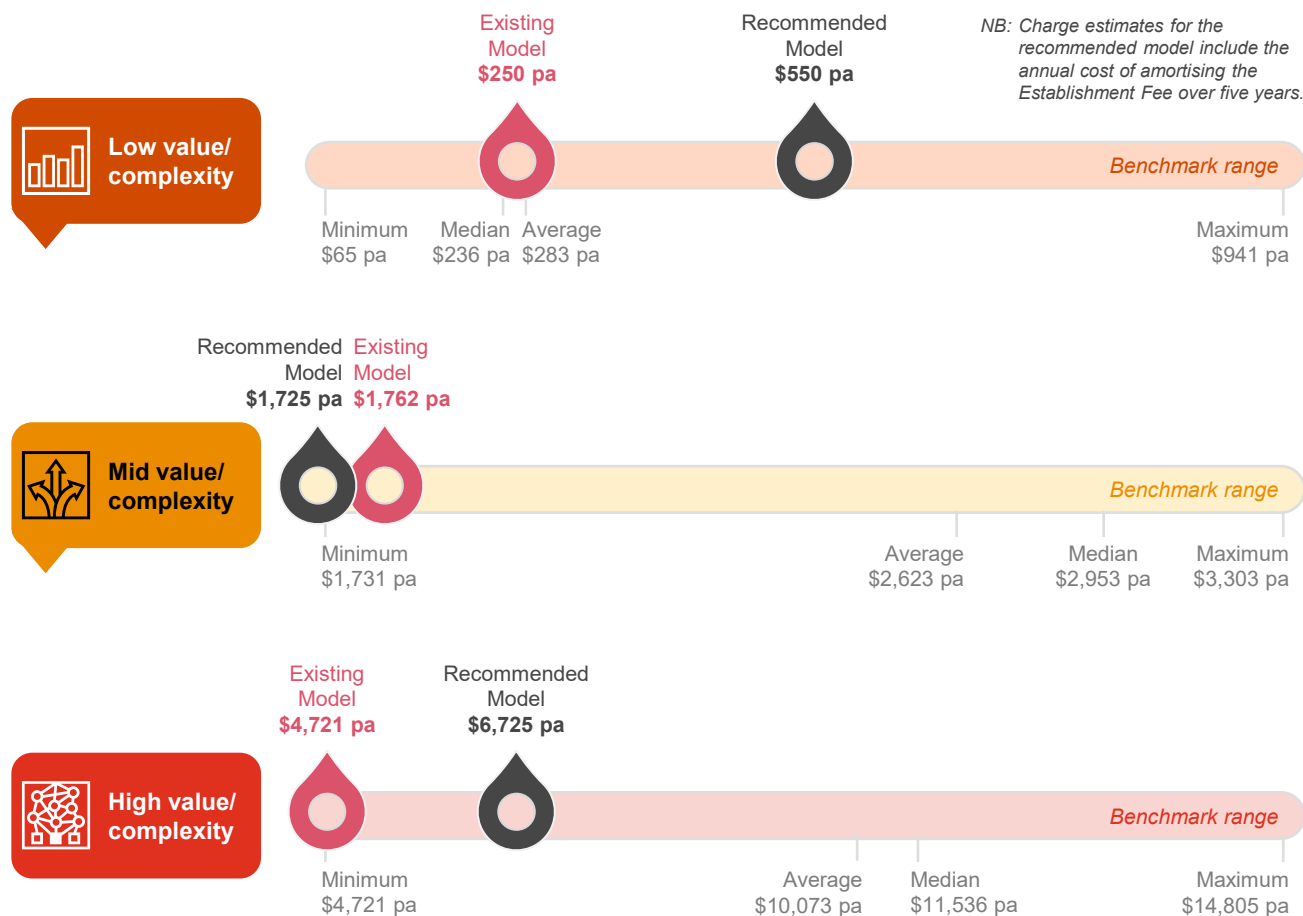 Existing
Model
$250 pa
Recommended
Model
$550 pa
NB: Charge estimates for the
recommended model include the
annual cost of amortising the
Establishment Fee over five years.
Low value/
complexity
Benchmark range
Minimum
$65 pa
Median
$236 pa
Average
$283 pa
Maximum
$941 pa
Recommended
Model
$1,725 pa
Existing
Model
$1,762 pa
Mid value/
complexity
Benchmark range
Minimum
$1,731 pa
Average
$2,623 pa
Median
$2,953 pa
Maximum
$3,303 pa
Existing
Model
$4,721 pa
Recommended
Model
$6,725 pa
High value/
complexity
Benchmark range
Minimum
$4,721 pa
Average
$10,073 pa
Median
$11,536 pa
Maximum
$14,805 pa